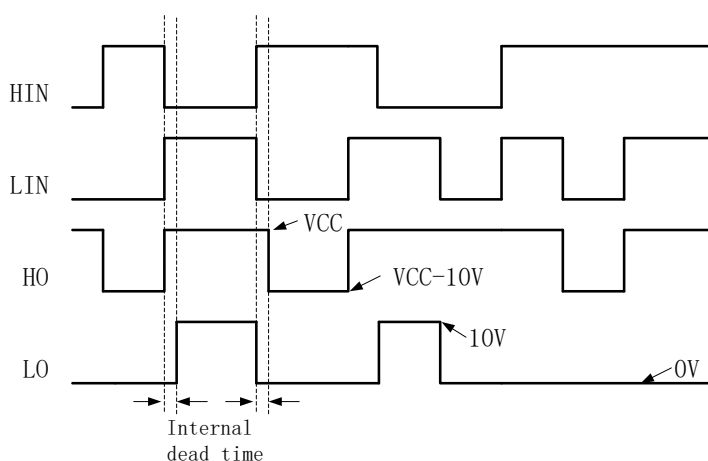 HIN
LIN
VCC
HO
VCC-10V
10V
LO
0V
Internal
dead time